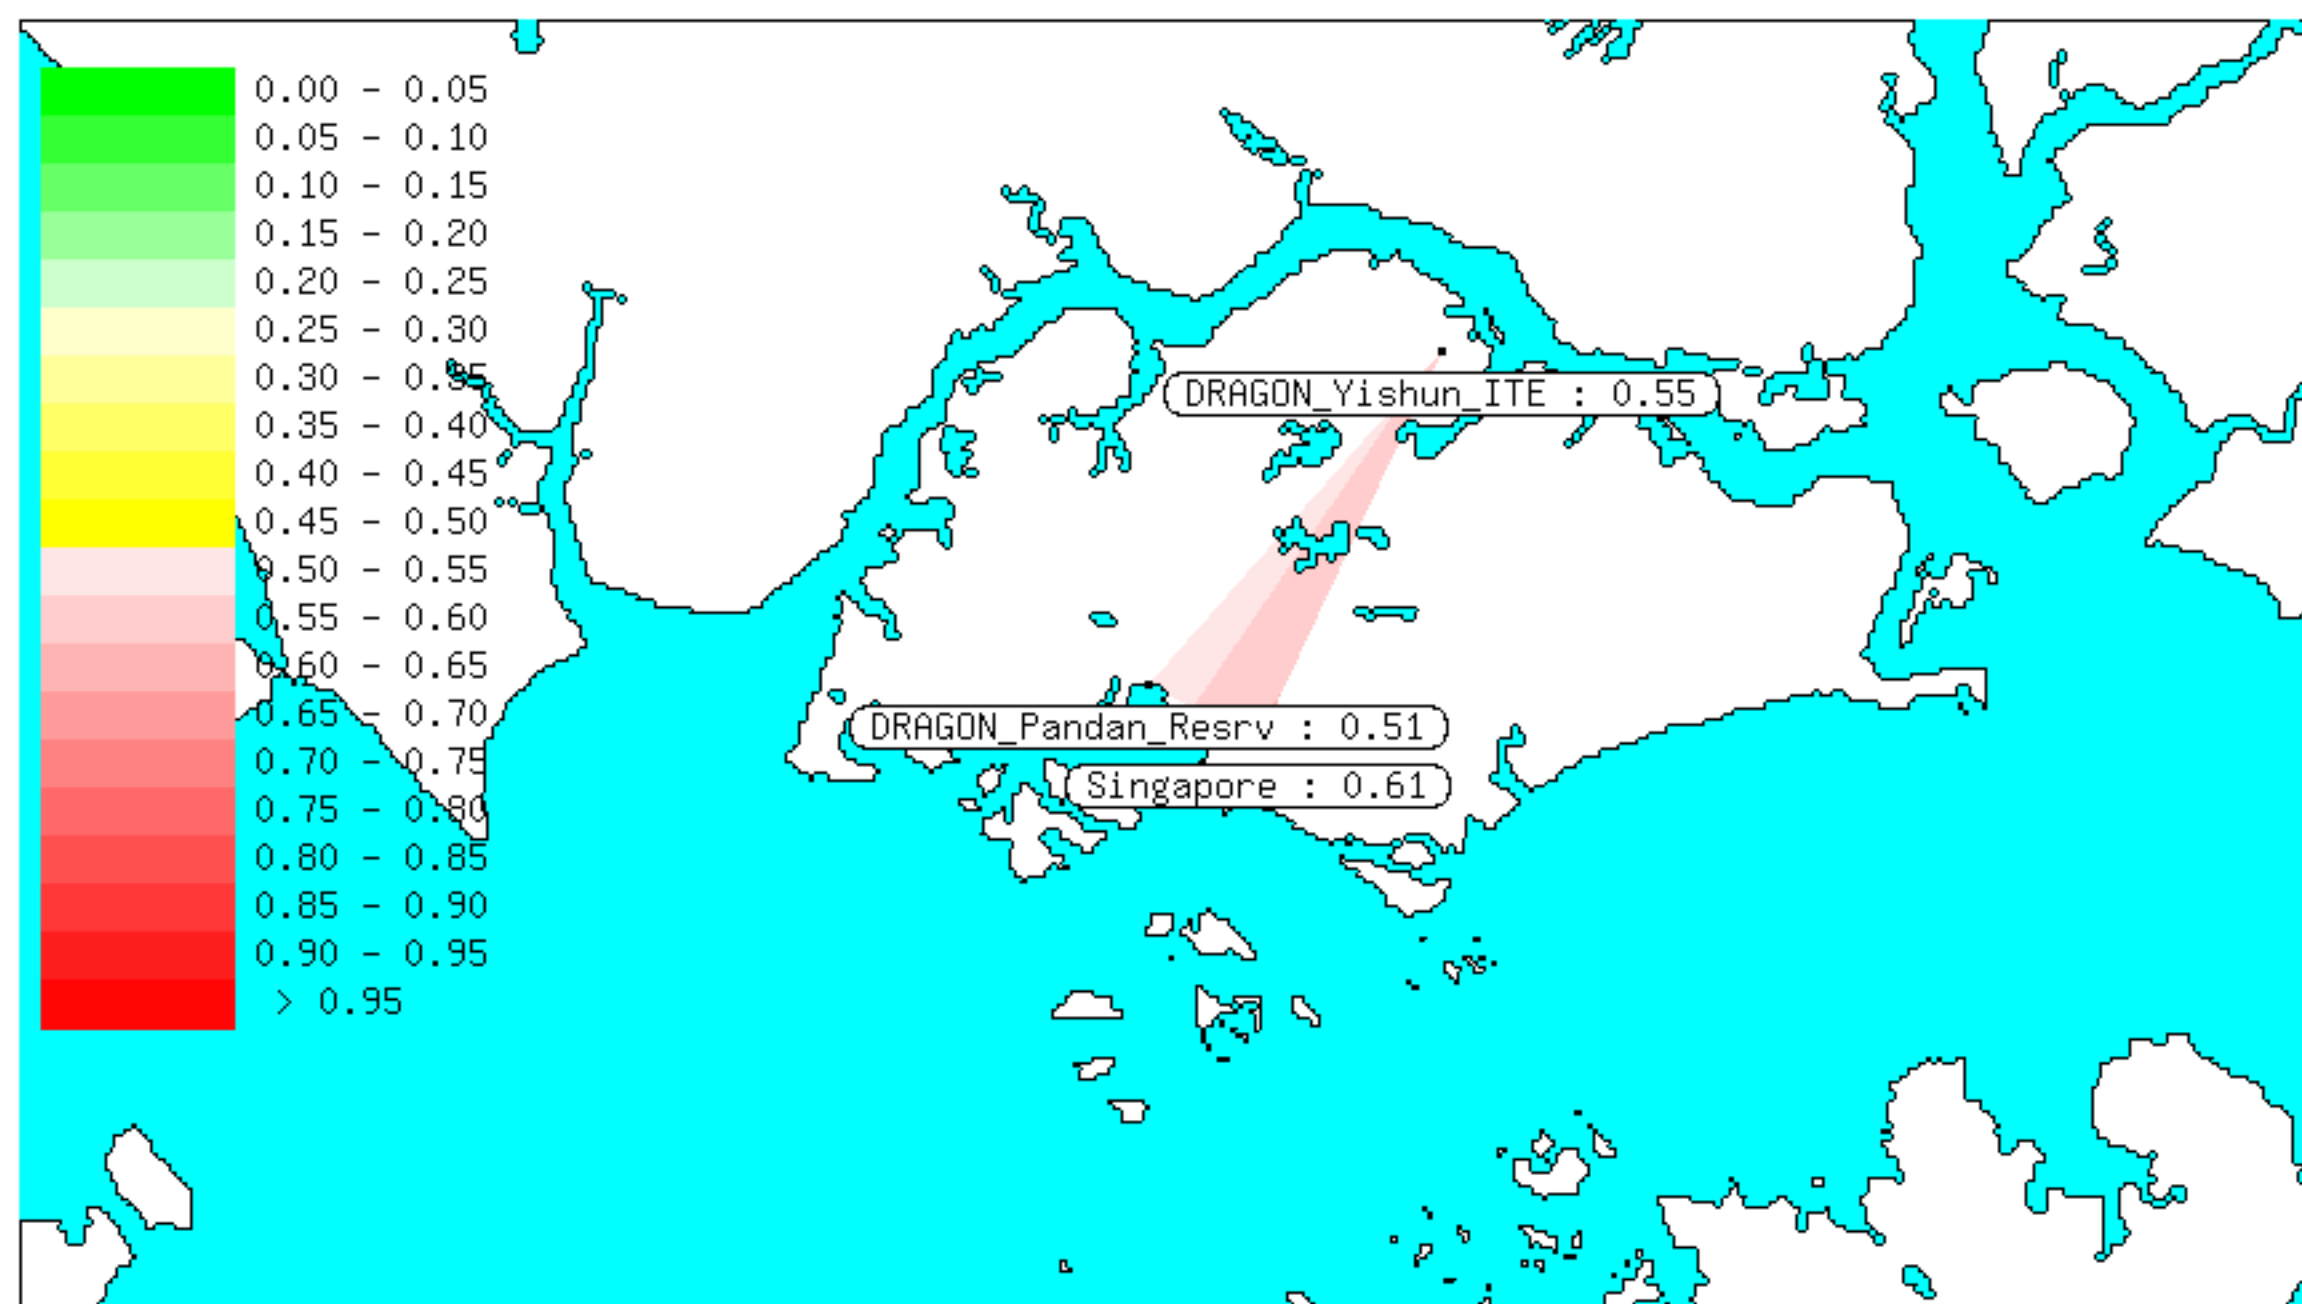 0.00 - 0.05
0.05 - 0.10
0.10 - 0.15
0.15 - 0.20
0.20 - 0.25
0.25 - 0.30
0.30 - 0.35
0.35 - 0.40
0.40 - 0.45
0.45 - 0.50
0.50 - 0.55
0.55 - 0.60
0.60 - 0.65
0.65 - 0.70
0.70 - 0.75
0.75 - 0.80
0.80 - 0.85
0.85 - 0.90
0.90 - 0.95
> 0.95
DRAGON_Yishun_ITE : 0.55
DRAGON_Pandan_Resrv : 0.51
Singapore : 0.61